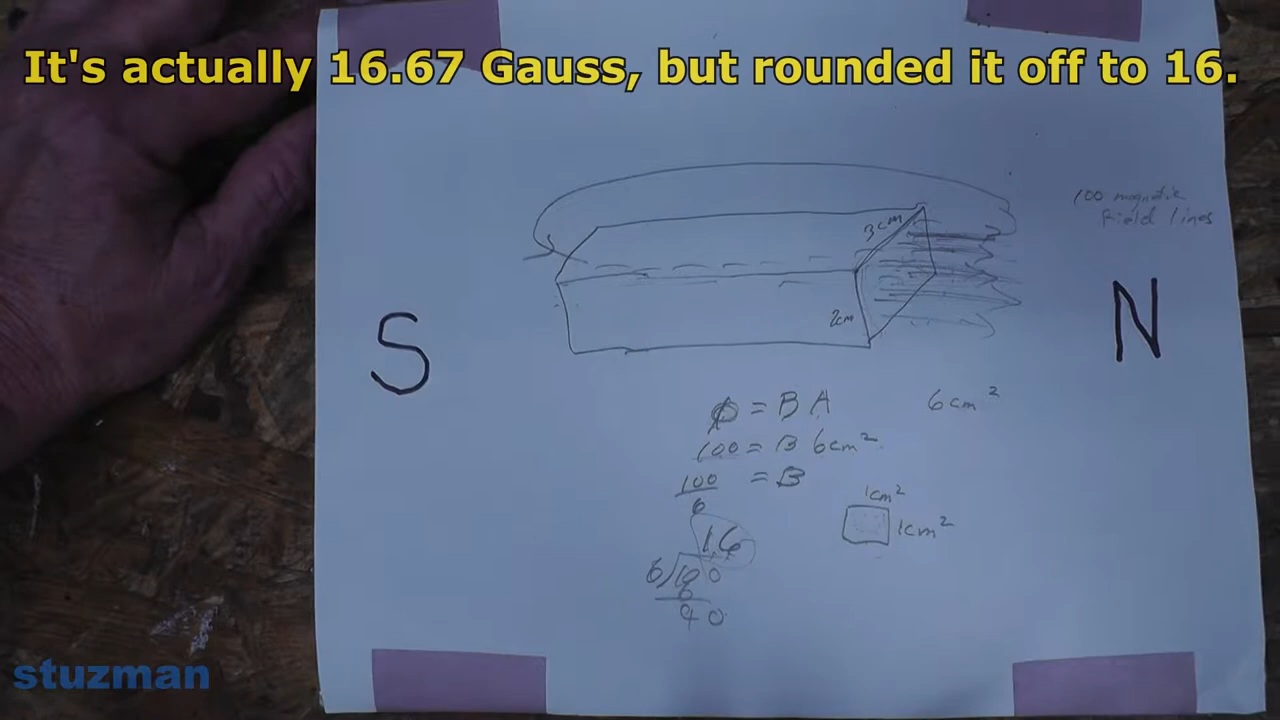 It's actually 16.67 Gauss, but rounded it off to 16.
100 magnetic
Field lines
3cm
2cm
S
N
Φ = B A
6cm²
100 = B 6cm²
100 = B
6
1cm²
1cm²
16
6)100
6
40
stuzman